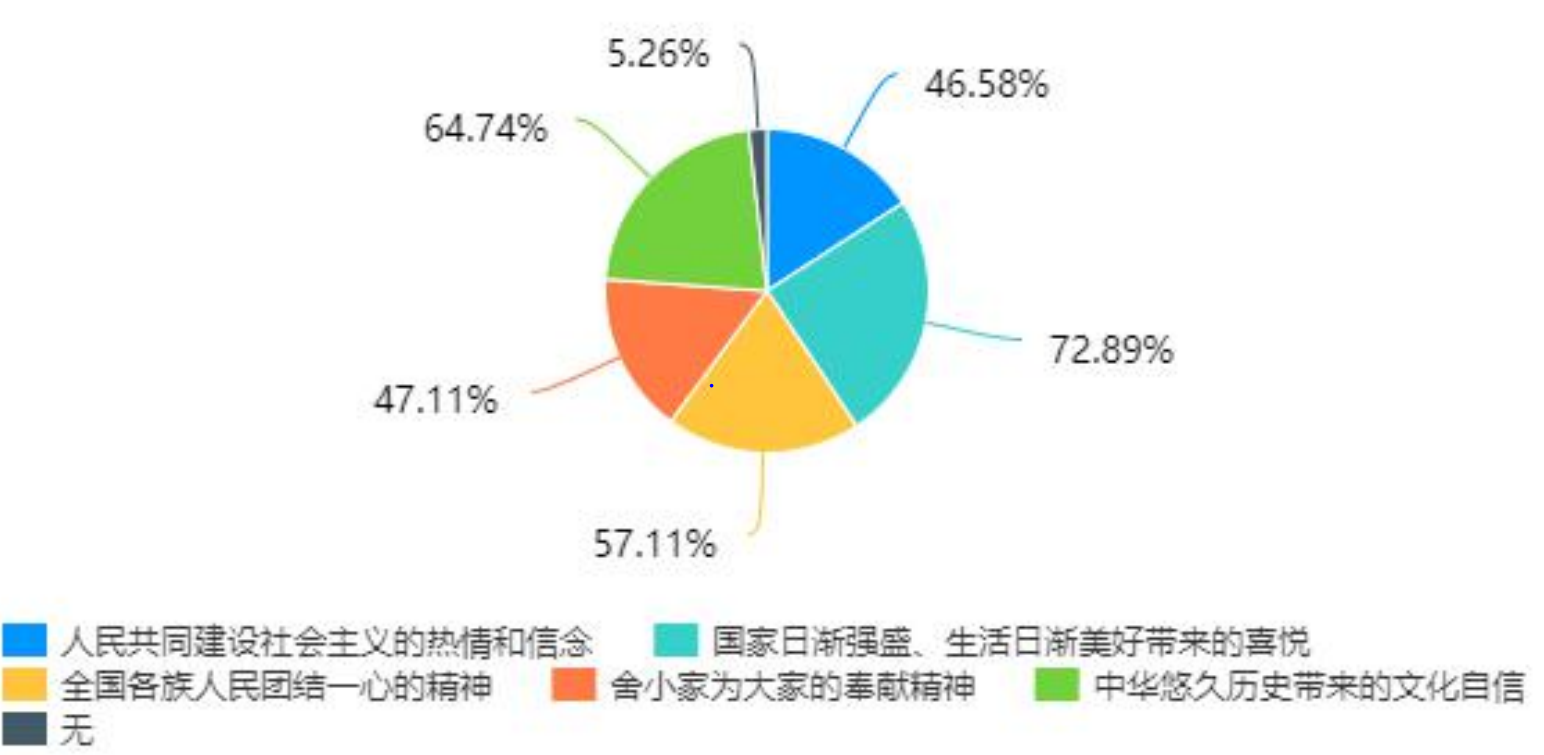 5.26%
46.58%
64.74%
72.89%
47.11%
57.11%
人民共同建设社会主义的热情和信念
国家日渐强盛、生活日渐美好带来的喜悦
全国各族人民团结一心的精神
舍小家为大家的奉献精神
中华悠久历史带来的文化自信
无